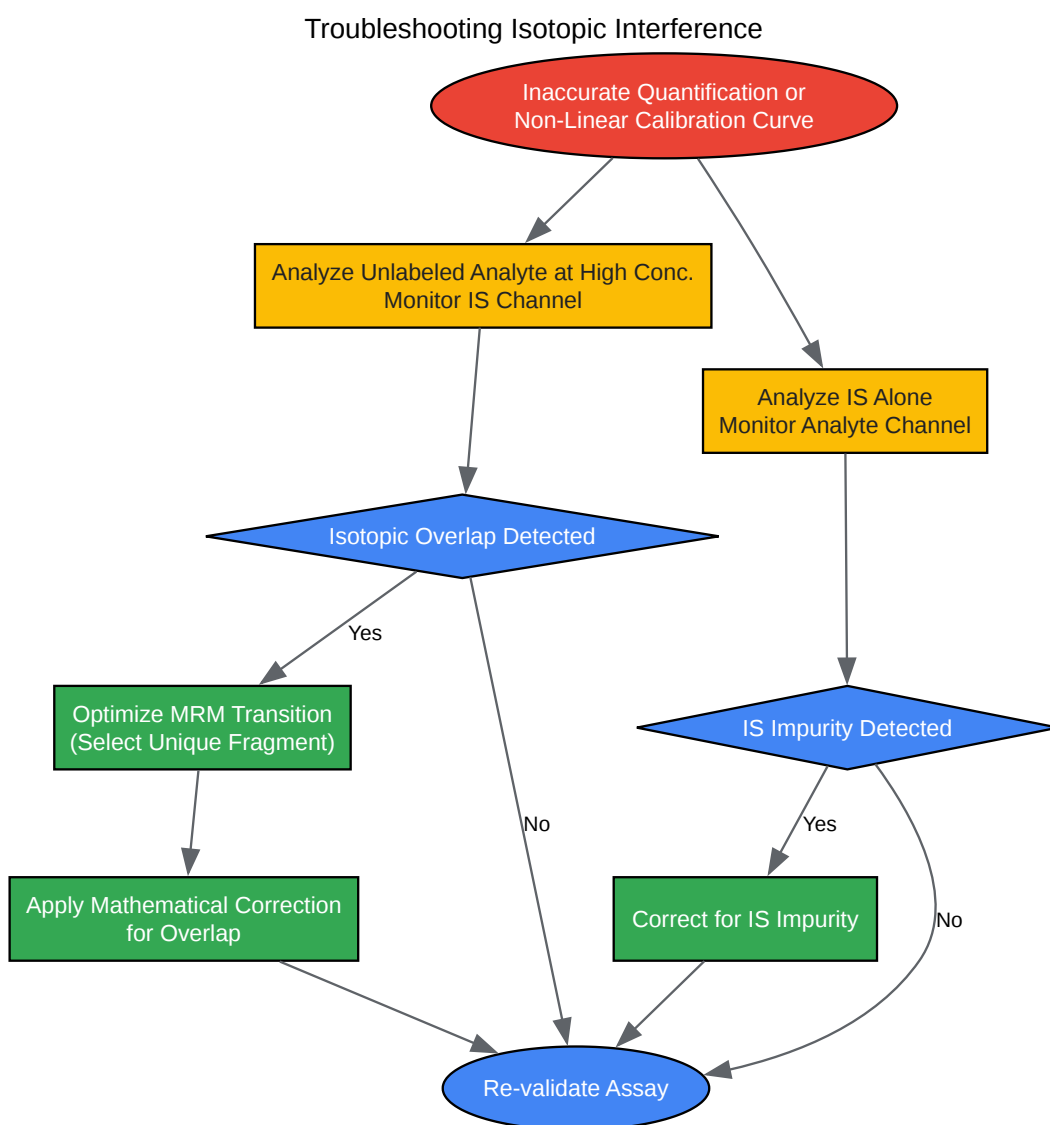 Troubleshooting Isotopic Interference
Inaccurate Quantification or
Non-Linear Calibration Curve
Analyze Unlabeled Analyte at High Conc.
Monitor IS Channel
Analyze IS Alone
Monitor Analyte Channel
Isotopic Overlap Detected
Yes
Optimize MRM Transition
(Select Unique Fragment)
IS Impurity Detected
No
Yes
Apply Mathematical Correction
for Overlap
Correct for IS Impurity
No
Re-validate Assay